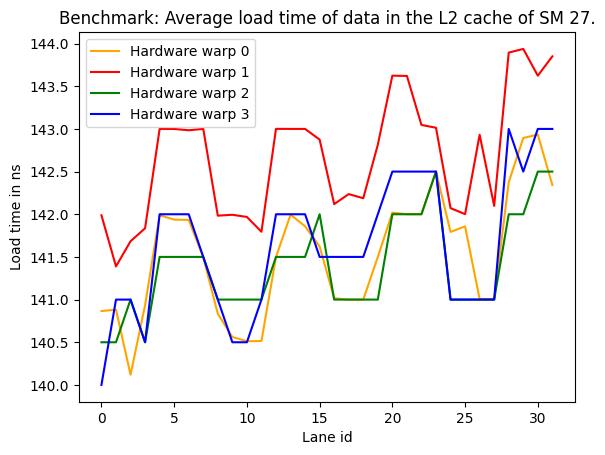 Benchmark: Average load time of data in the L2 cache of SM 27.
Load time in ns
144.0
143.5
143.0
142.5
142.0
141.5
141.0
140.5
140.0
Hardware warp 0
Hardware warp 1
Hardware warp 2
Hardware warp 3
0
5
10
15
20
25
30
Lane id